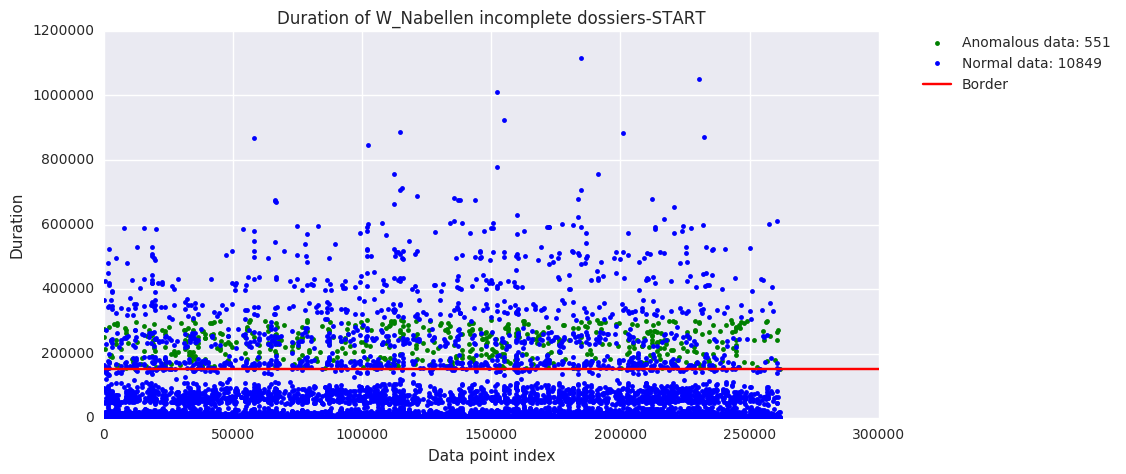 Duration of W_Nabellen incomplete dossiers-START
1200000
1000000
800000
600000
400000
200000
0
Duration
0
50000
100000
150000
200000
250000
300000
Data point index
Anomalous data: 551
Normal data: 10849
Border